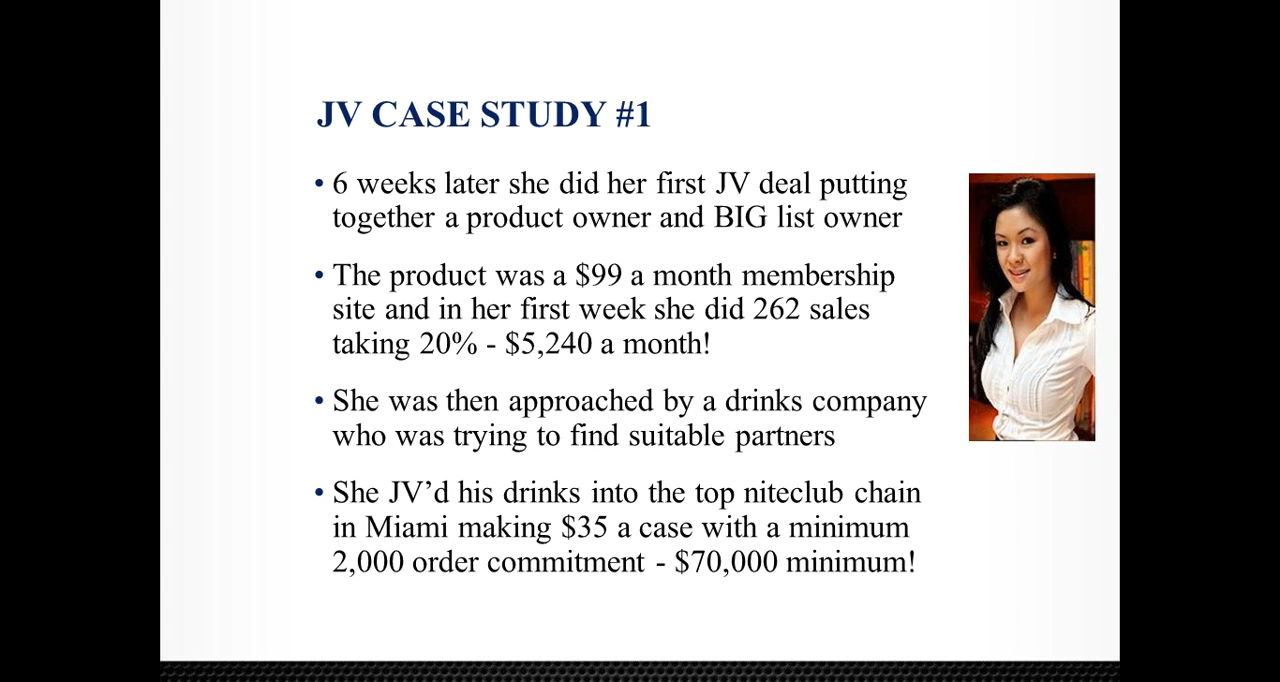 JV CASE STUDY #1
• 6 weeks later she did her first JV deal putting
together a product owner and BIG list owner
• The product was a $99 a month membership
site and in her first week she did 262 sales
taking 20% - $5,240 a month!
• She was then approached by a drinks company
who was trying to find suitable partners
• She JV’d his drinks into the top niteclub chain
in Miami making $35 a case with a minimum
2,000 order commitment - $70,000 minimum!